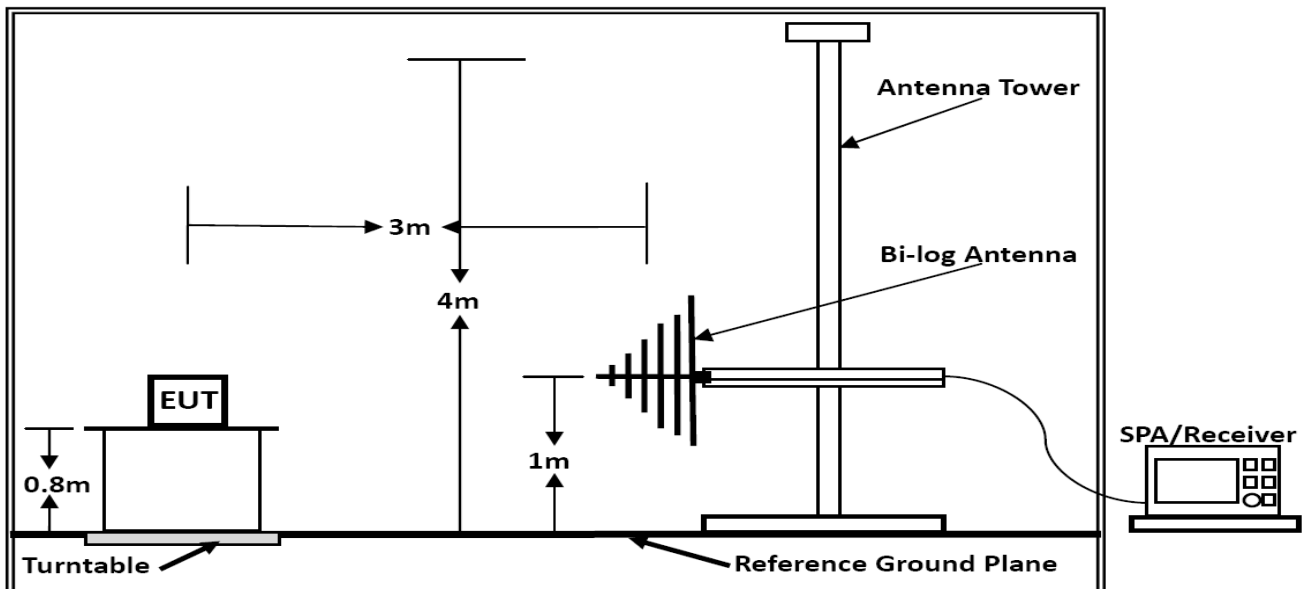 Antenna Tower
3m
Bi-log Antenna
4m
EUT
SPA/Receiver
1m
0.8m
Turntable
Reference Ground Plane